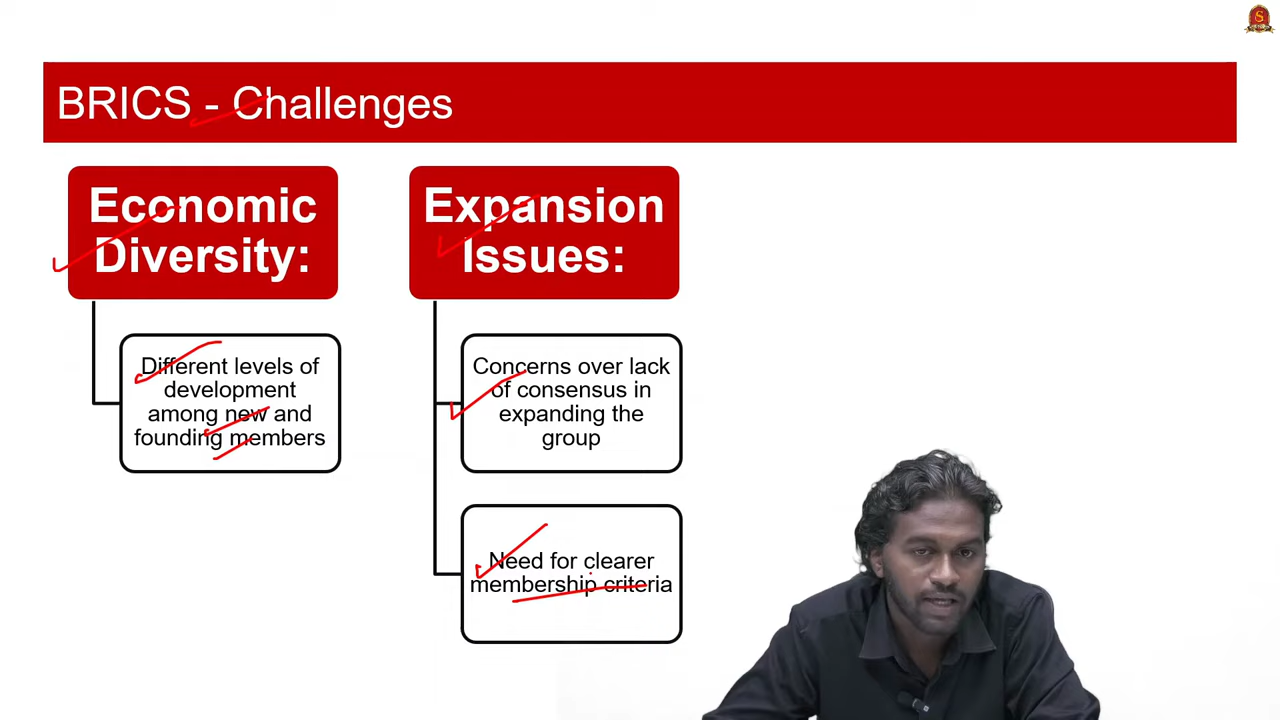 BRICS - Challenges
Economic
Diversity:
Different levels of
development
among new and
founding members
Expansion
Issues:
Concerns over lack
of consensus in
expanding the
group
Need for clearer
membership criteria